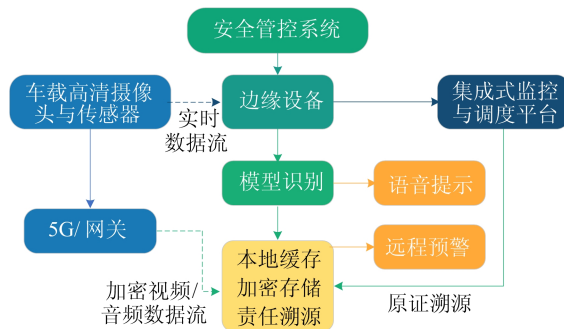 安全管控系统
车载高清摄像
头与传感器
实时
数据流
边缘设备
集成式监控
与调度平台
模型识别
语音提示
5G/网关
远程预警
本地缓存
加密存储
责任溯源
加密视频/
音频数据流
原证溯源